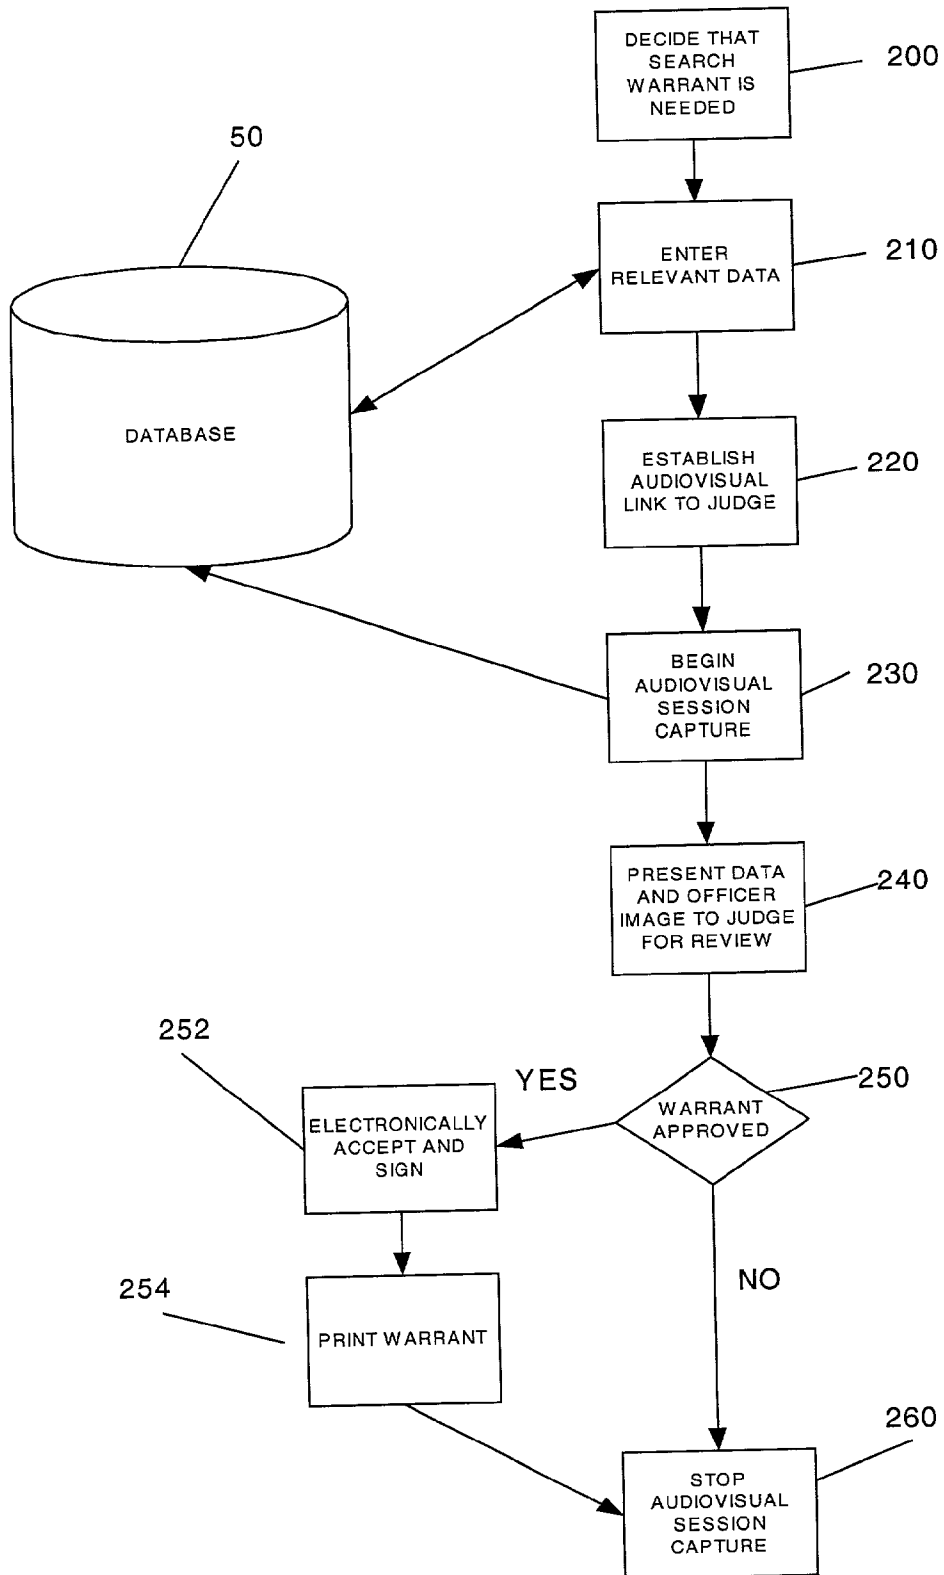 DECIDE THAT
SEARCH
WARRANT IS
NEEDED
200
50
ENTER
RELEVANT DATA
210
DATABASE
ESTABLISH
AUDIOVISUAL
LINK TO JUDGE
220
BEGIN
AUDIOVISUAL
SESSION
CAPTURE
230
PRESENT DATA
AND OFFICER
IMAGE TO JUDGE
FOR REVIEW
240
252
YES
250
WARRANT
APPROVED
ELECTRONICALLY
ACCEPT AND
SIGN
NO
254
PRINT WARRANT
260
STOP
AUDIOVISUAL
SESSION
CAPTURE